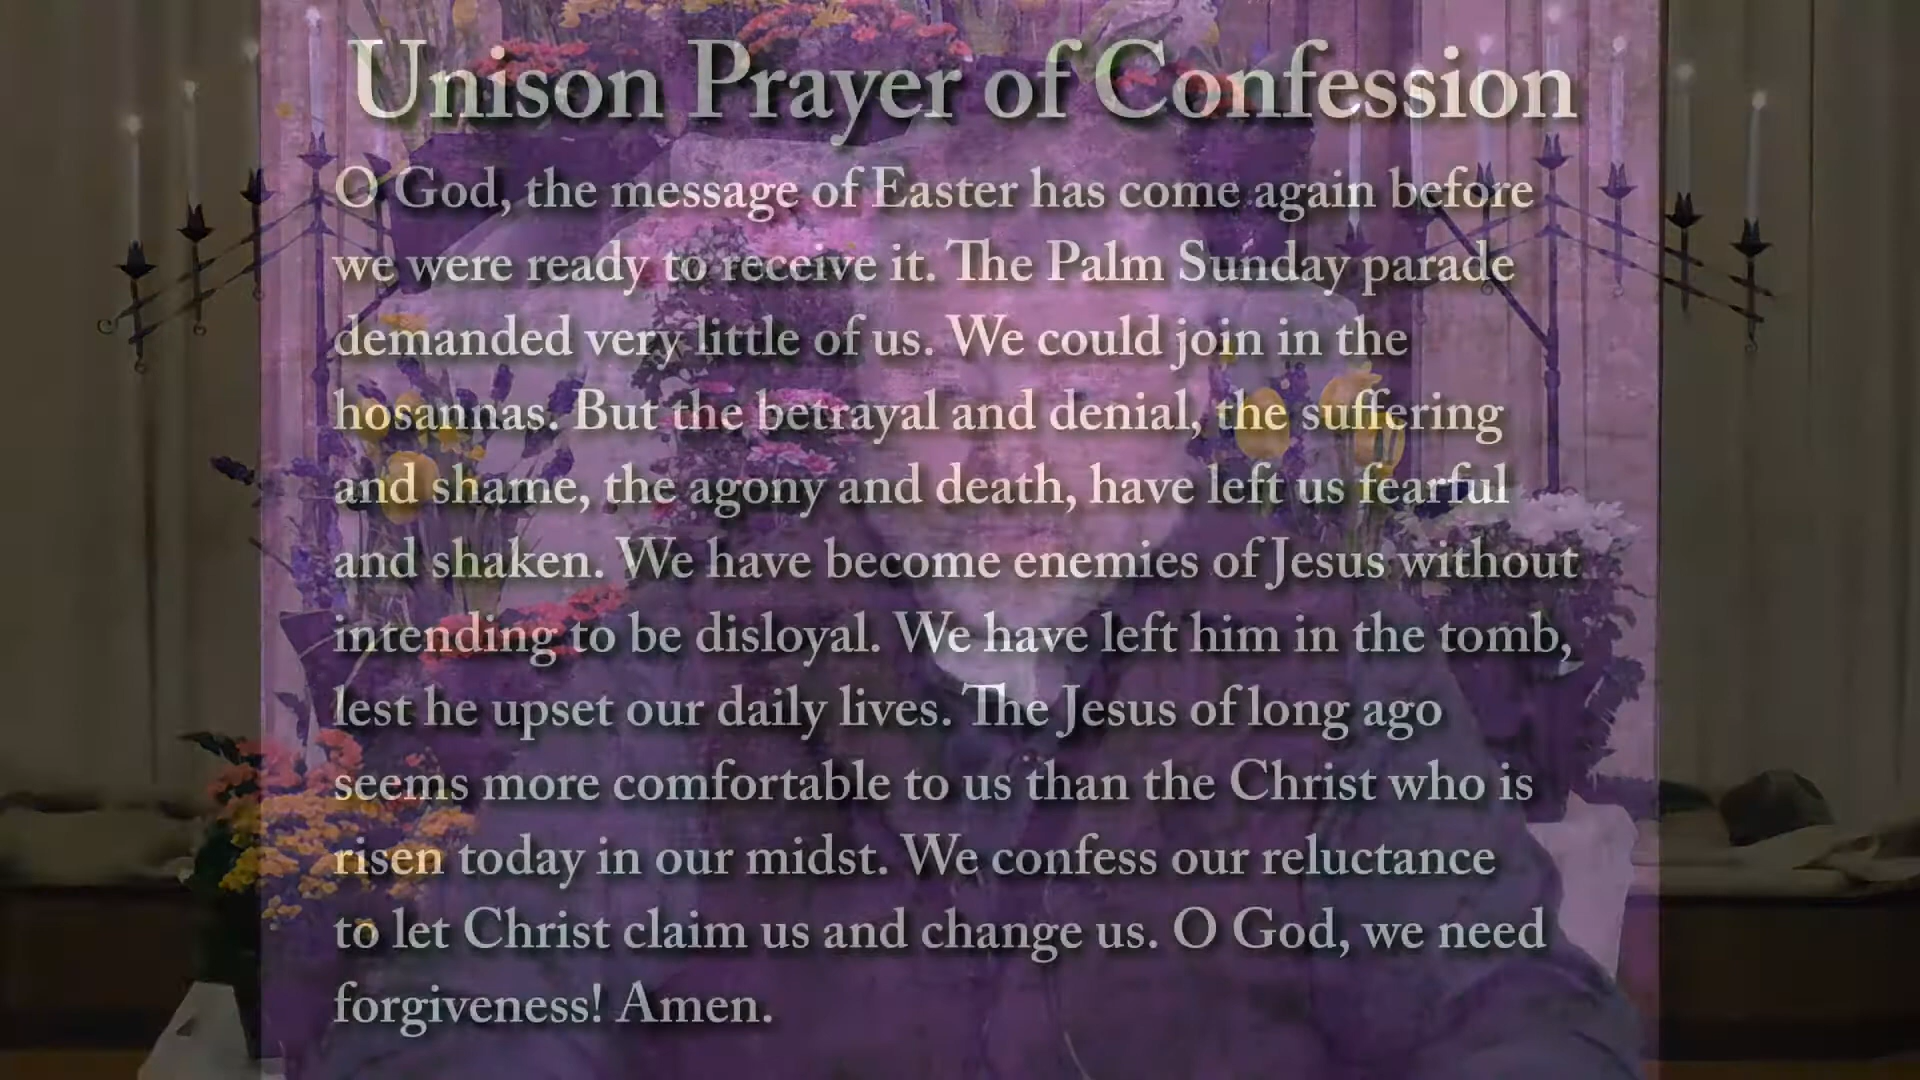 Unison Prayer of Confession
O God, the message of Easter has come again before
we were ready to receive it. The Palm Sunday parade
demanded very little of us. We could join in the
hosannas. But the betrayal and denial, the suffering
and shame, the agony and death, have left us fearful
and shaken. We have become enemies of Jesus without
intending to be disloyal. We have left him in the tomb,
lest he upset our daily lives. The Jesus of long ago
seems more comfortable to us than the Christ who is
risen today in our midst. We confess our reluctance
to let Christ claim us and change us. O God, we need
forgiveness! Amen.